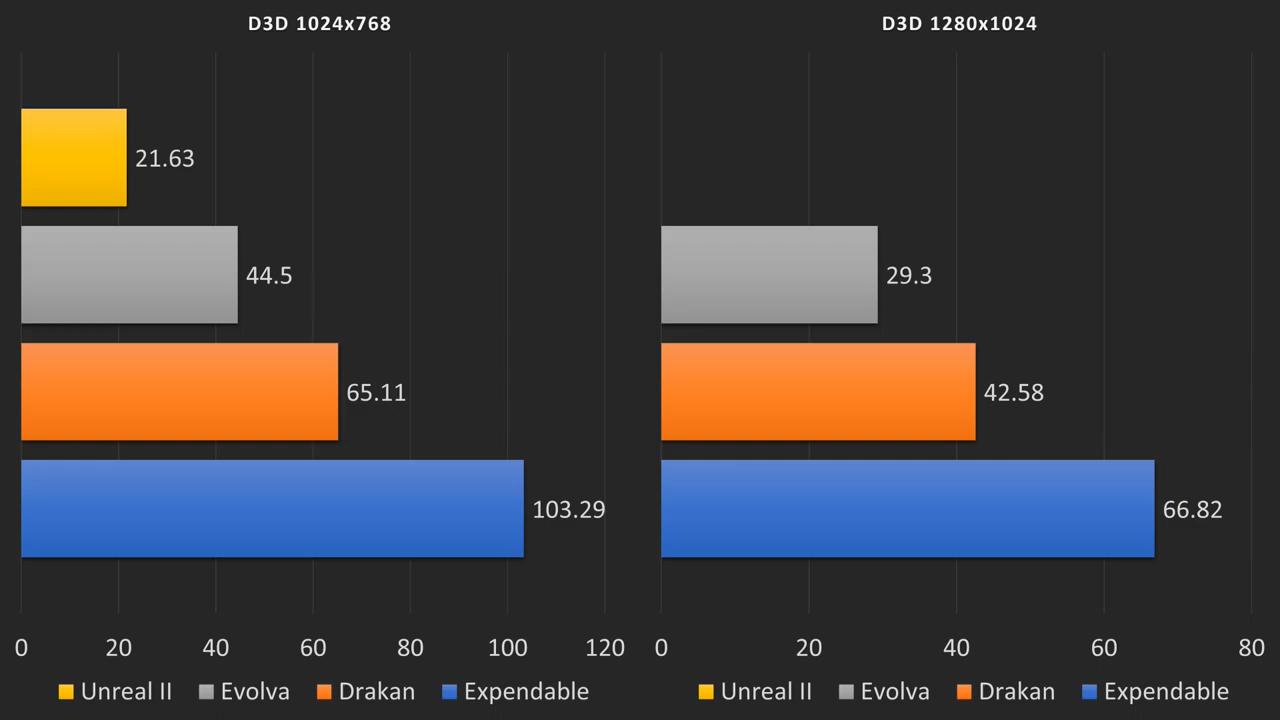 D3D 1024x768
21.63
44.5
65.11
103.29
0 20 40 60 80 100 120
Unreal II Evolva Drakan Expendable
D3D 1280x1024
29.3
42.58
66.82
0 20 40 60 80
Unreal II Evolva Drakan Expendable